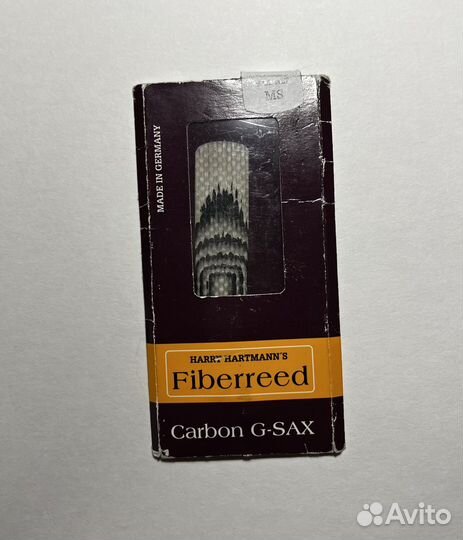 MS
MADE IN GERMANY
HARRY HARTMANN'S
Fiberreed
Carbon G-SAX
Avito